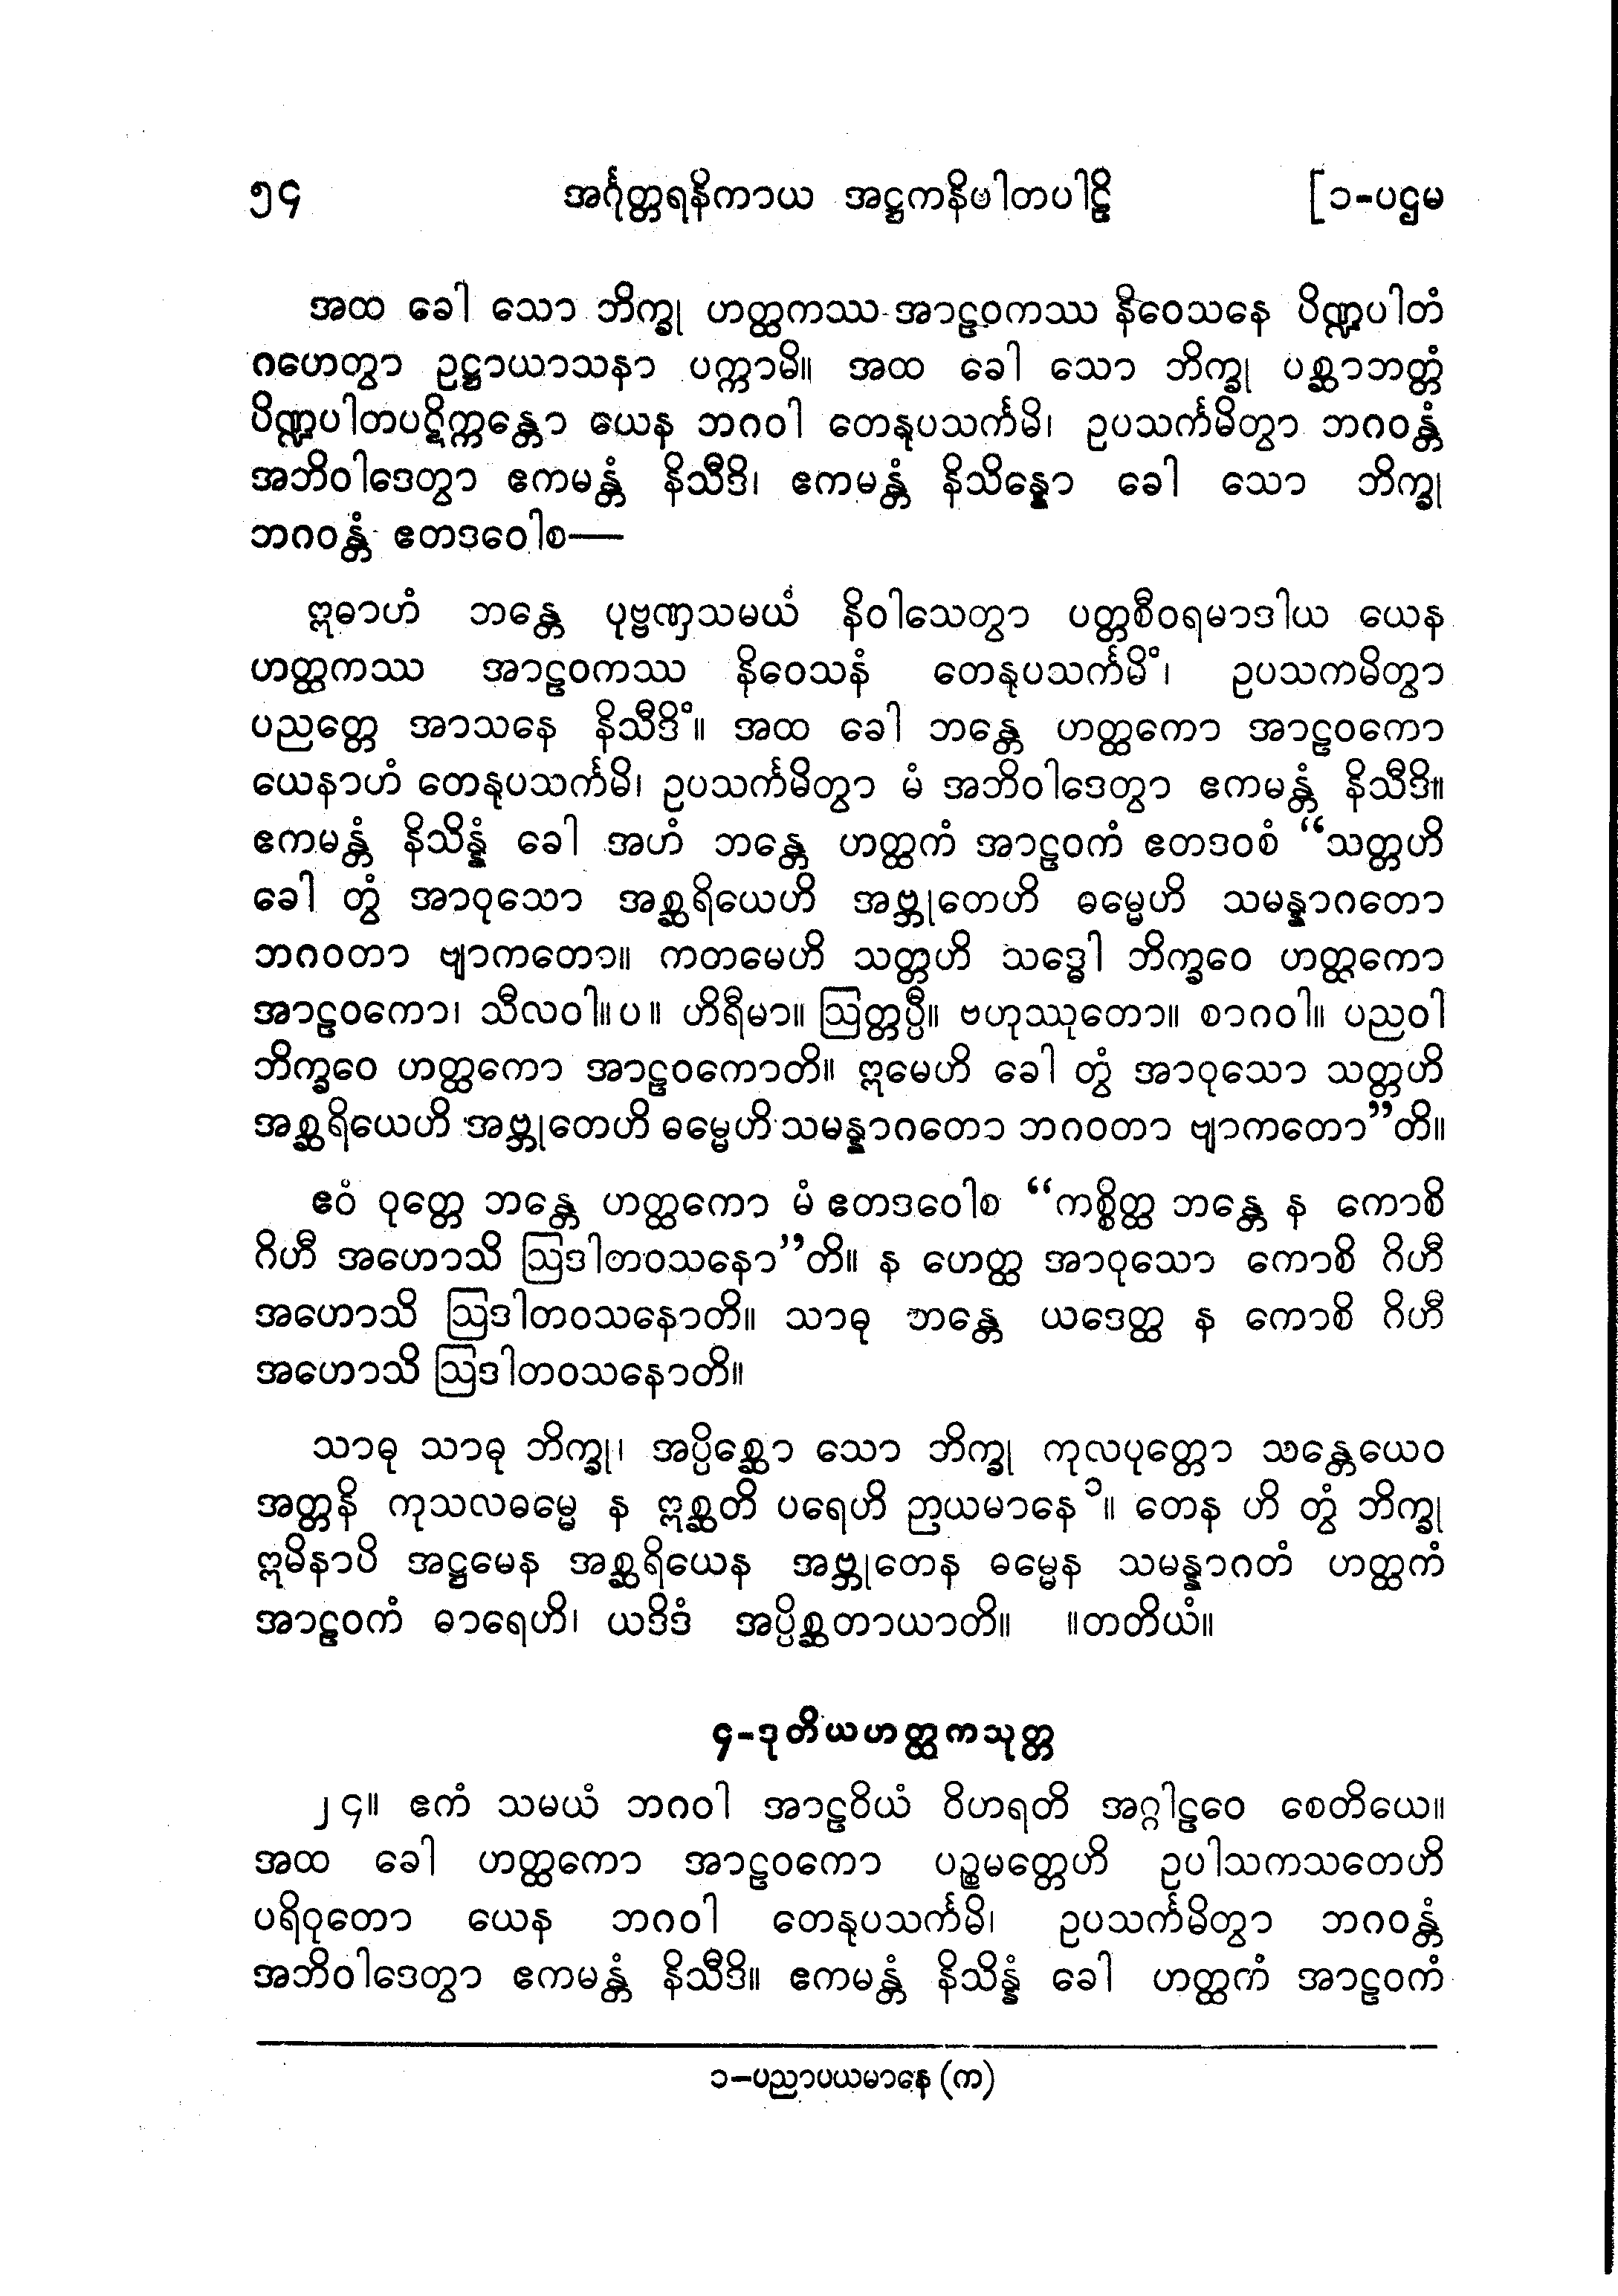 ၅၄ အင်္ဂုတ္တရနိကာယ အဋ္ဌကနိပါတပါဠိ [၁-ပဌမ
အထ ခေါ သော ဘိက္ခု ဟတ္ထကဿ အာဠဝကဿ နိဝေသနေ ပိဏ္ဍပါတံ
ဂဟေတွာ ဥဋ္ဌာယာသနာ ပက္ကာမိ။ အထ ခေါ သော ဘိက္ခု ပစ္ဆာဘတ္တံ
ပိဏ္ဍပါတပဋိက္ကန္တော ယေန ဘဂဝါ တေနုပသင်္ကမိ၊ ဥပသင်္ကမိတွာ ဘဂဝန္တံ
အဘိဝါဒေတွာ ဧကမန္တံ နိသီဒိ၊ ဧကမန္တံ နိသိန္နော ခေါ သော ဘိက္ခု
ဘဂဝန္တံ ဧတဒဝေါစ—
ဣဓာဟံ ဘန္တေ ပုဗ္ဗဏှသမယံ နိဝါသေတွာ ပတ္တစီဝရမာဒါယ ယေန
ဟတ္ထကဿ အာဠဝကဿ နိဝေသနံ တေနုပသင်္ကမိံ၊ ဥပသင်္ကမိတွာ
ပညတ္တေ အာသနေ နိသီဒိံ။ အထ ခေါ ဘန္တေ ဟတ္ထကော အာဠဝကော
ယေနာဟံ တေနုပသင်္ကမိ၊ ဥပသင်္ကမိတွာ မံ အဘိဝါဒေတွာ ဧကမန္တံ နိသီဒိ။
ဧကမန္တံ နိသိန္နံ ခေါ အဟံ ဘန္တေ ဟတ္ထကံ အာဠဝကံ ဧတဒဝစံ “သတ္တဟိ
ခေါ တွံ အာဝုသော အစ္ဆရိယေဟိ အဗ္ဘုတေဟိ ဓမ္မေဟိ သမန္နာဂတော
ဘဂဝတာ ဗျာကတော။ ကတမေဟိ သတ္တဟိ သဒ္ဓေါ ဘိက္ခဝေ ဟတ္ထကော
အာဠဝကော၊ သီလဝါ။ပ။ ဟိရီမာ။ ဩတ္တပ္ပီ။ ဗဟုဿုတော။ စာဂဝါ။ ပညဝါ
ဘိက္ခဝေ ဟတ္ထကော အာဠဝကောတိ။ ဣမေဟိ ခေါ တွံ အာဝုသော သတ္တဟိ
အစ္ဆရိယေဟိ အဗ္ဘုတေဟိ ဓမ္မေဟိ သမန္နာဂတော ဘဂဝတာ ဗျာကတော”တိ။
ဧဝံ ဝုတ္တေ ဘန္တေ ဟတ္ထကော မံ ဧတဒဝေါစ “ကစ္စိတ္ထ ဘန္တေ န ကောစိ
ဂိဟီ အဟောသိ ဩဒါတဝသနော”တိ။ န ဟေတ္ထ အာဝုသော ကောစိ ဂိဟီ
အဟောသိ ဩဒါတဝသနောတိ။ သာဓု ဘန္တေ ယဒေတ္ထ န ကောစိ ဂိဟီ
အဟောသိ ဩဒါတဝသနောတိ။
သာဓု သာဓု ဘိက္ခု၊ အပ္ပိစ္ဆော သော ဘိက္ခု ကုလပုတ္တော သန္တေယေဝ
အတ္တနိ ကုသလဓမ္မေ န ဣစ္ဆတိ ပရေဟိ ဉာယမာနေ ၁။ တေန ဟိ တွံ ဘိက္ခု
ဣမိနာပိ အဋ္ဌမေန အစ္ဆရိယေန အဗ္ဘုတေန ဓမ္မေန သမန္နာဂတံ ဟတ္ထကံ
အာဠဝကံ ဓာရေဟိ၊ ယဒိဒံ အပ္ပိစ္ဆတာယာတိ။ ။တတိယံ။
၄-ဒုတိယဟတ္ထကသုတ္တ
၂၄။ ဧကံ သမယံ ဘဂဝါ အာဠဝိယံ ဝိဟရတိ အဂ္ဂါဠဝေ စေတိယေ။
အထ ခေါ ဟတ္ထကော အာဠဝကော ပဉ္စမတ္တေဟိ ဥပါသကသတေဟိ
ပရိဝုတော ယေန ဘဂဝါ တေနုပသင်္ကမိ၊ ဥပသင်္ကမိတွာ ဘဂဝန္တံ
အဘိဝါဒေတွာ ဧကမန္တံ နိသီဒိ။ ဧကမန္တံ နိသိန္နံ ခေါ ဟတ္ထကံ အာဠဝကံ
၁-ပညာပယမာနေ (က)